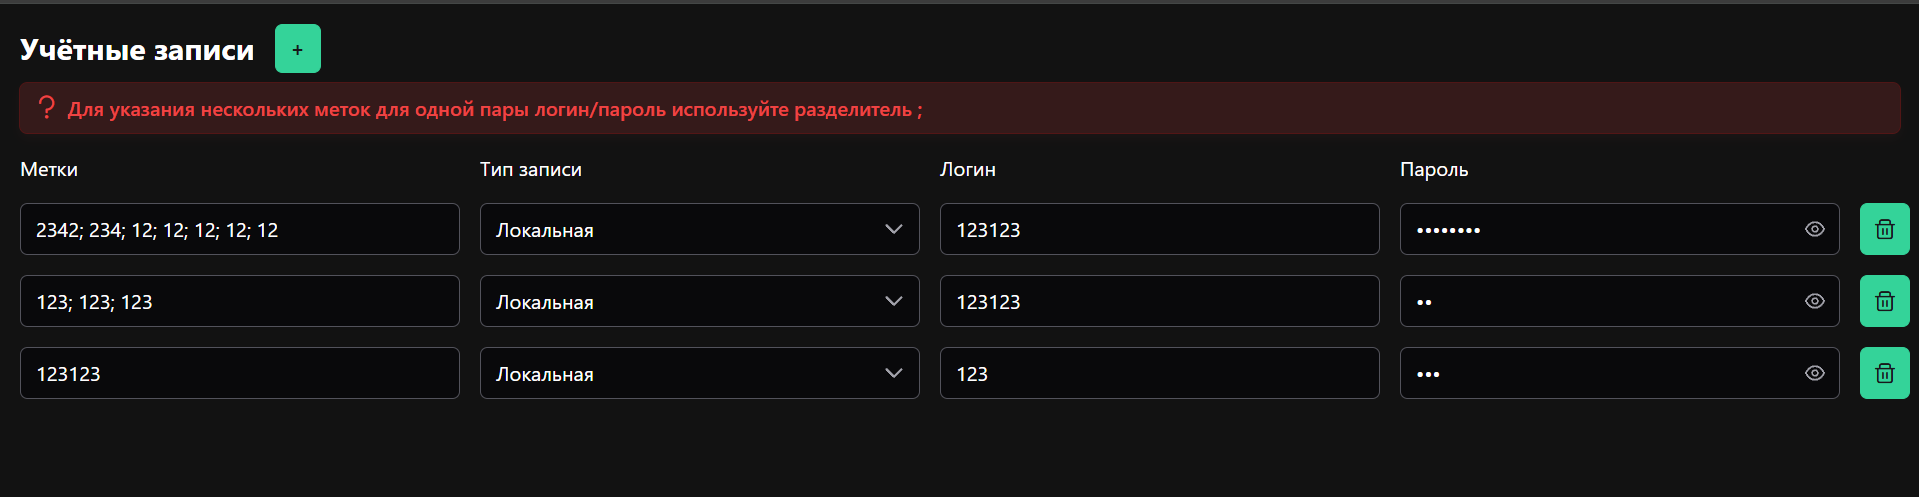 Учётные записи +
? Для указания нескольких меток для одной пары логин/пароль используйте разделитель ;
Метки Тип записи Логин Пароль
2342; 234; 12; 12; 12; 12; 12 Локальная 123123 ••••••••
123; 123; 123 Локальная 123123 ••
123123 Локальная 123 •••